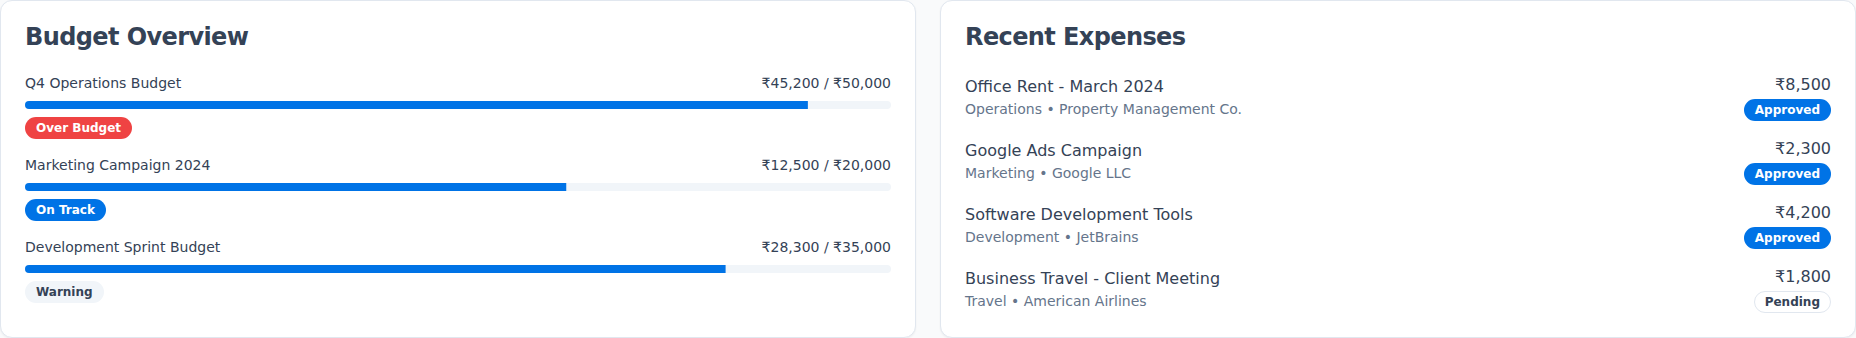 Budget Overview
Q4 Operations Budget ₹45,200 / ₹50,000
Over Budget
Marketing Campaign 2024 ₹12,500 / ₹20,000
On Track
Development Sprint Budget ₹28,300 / ₹35,000
Warning
Recent Expenses
Office Rent - March 2024 ₹8,500
Operations • Property Management Co. Approved
Google Ads Campaign ₹2,300
Marketing • Google LLC Approved
Software Development Tools ₹4,200
Development • JetBrains Approved
Business Travel - Client Meeting ₹1,800
Travel • American Airlines Pending